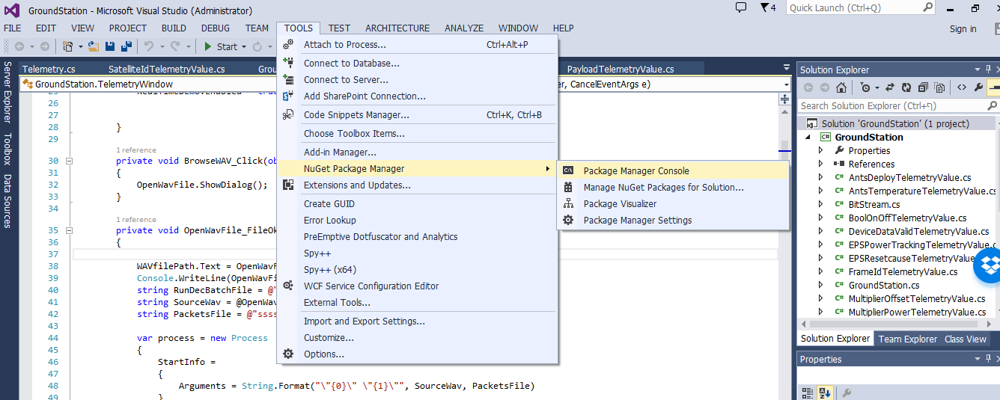 GroundStation - Microsoft Visual Studio (Administrator)
4
Quick Launch (Ctrl+Q)
FILE EDIT VIEW PROJECT BUILD DEBUG TEAM TOOLS TEST ARCHITECTURE ANALYZE WINDOW HELP
Sign in
Start
Server Explorer
Toolbox
Data Sources
Telemetry.cs SatelliteIdTelemetryValue.cs Grou PayloadTelemetryValue.cs
GroundStation.TelemetryWindow
er, CancelEventArgs e)
26
27
28 }
29
1 reference
30 private void BrowseWAV_Click(ob
31 {
32 OpenWavFile.ShowDialog();
33 }
34
1 reference
35 private void OpenWavFile_FileOk
36 {
37
38 WAVfilePath.Text = OpenWavF
39 Console.WriteLine(OpenWavFi
40 string RunDecBatchFile = @"
41 string SourceWav = @OpenWav
42 string PacketsFile = @"ssss
43
44 var process = new Process
45 {
46 StartInfo =
47 {
48 Arguments = String.Format("\"{0}\" \"{1}\"", SourceWav, PacketsFile)
49 }
Attach to Process... Ctrl+Alt+P
Connect to Database...
Connect to Server...
Add SharePoint Connection...
Code Snippets Manager... Ctrl+K, Ctrl+B
Choose Toolbox Items...
Add-in Manager...
NuGet Package Manager
Extensions and Updates...
Create GUID
Error Lookup
PreEmptive Dotfuscator and Analytics
Spy++
Spy++ (x64)
WCF Service Configuration Editor
External Tools...
Import and Export Settings...
Customize...
Options...
Package Manager Console
Manage NuGet Packages for Solution...
Package Visualizer
Package Manager Settings
Solution Explorer
Search Solution Explorer (Ctrl+ף)
Solution 'GroundStation' (1 project)
C# GroundStation
Properties
References
C# AntsDeployTelemetryValue.cs
C# AntsTemperatureTelemetryValue.cs
C# BitStream.cs
C# BoolOnOffTelemetryValue.cs
C# DeviceDataValidTelemetryValue.cs
C# EPSPowerTrackingTelemetryValue.c
C# EPSResetcauseTelemetryValue.cs
C# FrameIdTelemetryValue.cs
C# GroundStation.cs
C# MultiplierOffsetTelemetryValue.cs
C# MultiplierPowerTelemetryValue.cs
Solution Explorer Team Explorer Class View
Properties